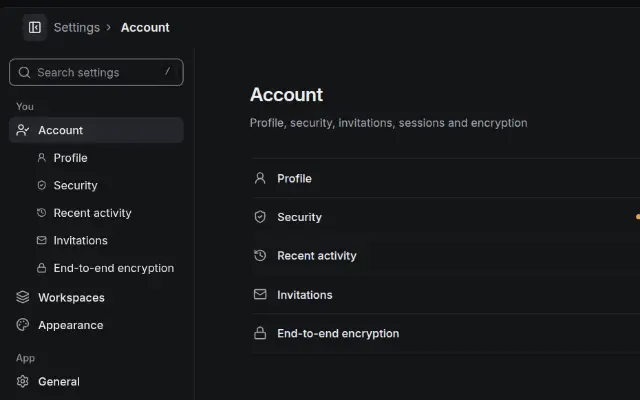 Settings › Account
Search settings /
You
Account
Profile
Security
Recent activity
Invitations
End-to-end encryption
Workspaces
Appearance
App
General
Account
Profile, security, invitations, sessions and encryption
Profile
Security
Recent activity
Invitations
End-to-end encryption